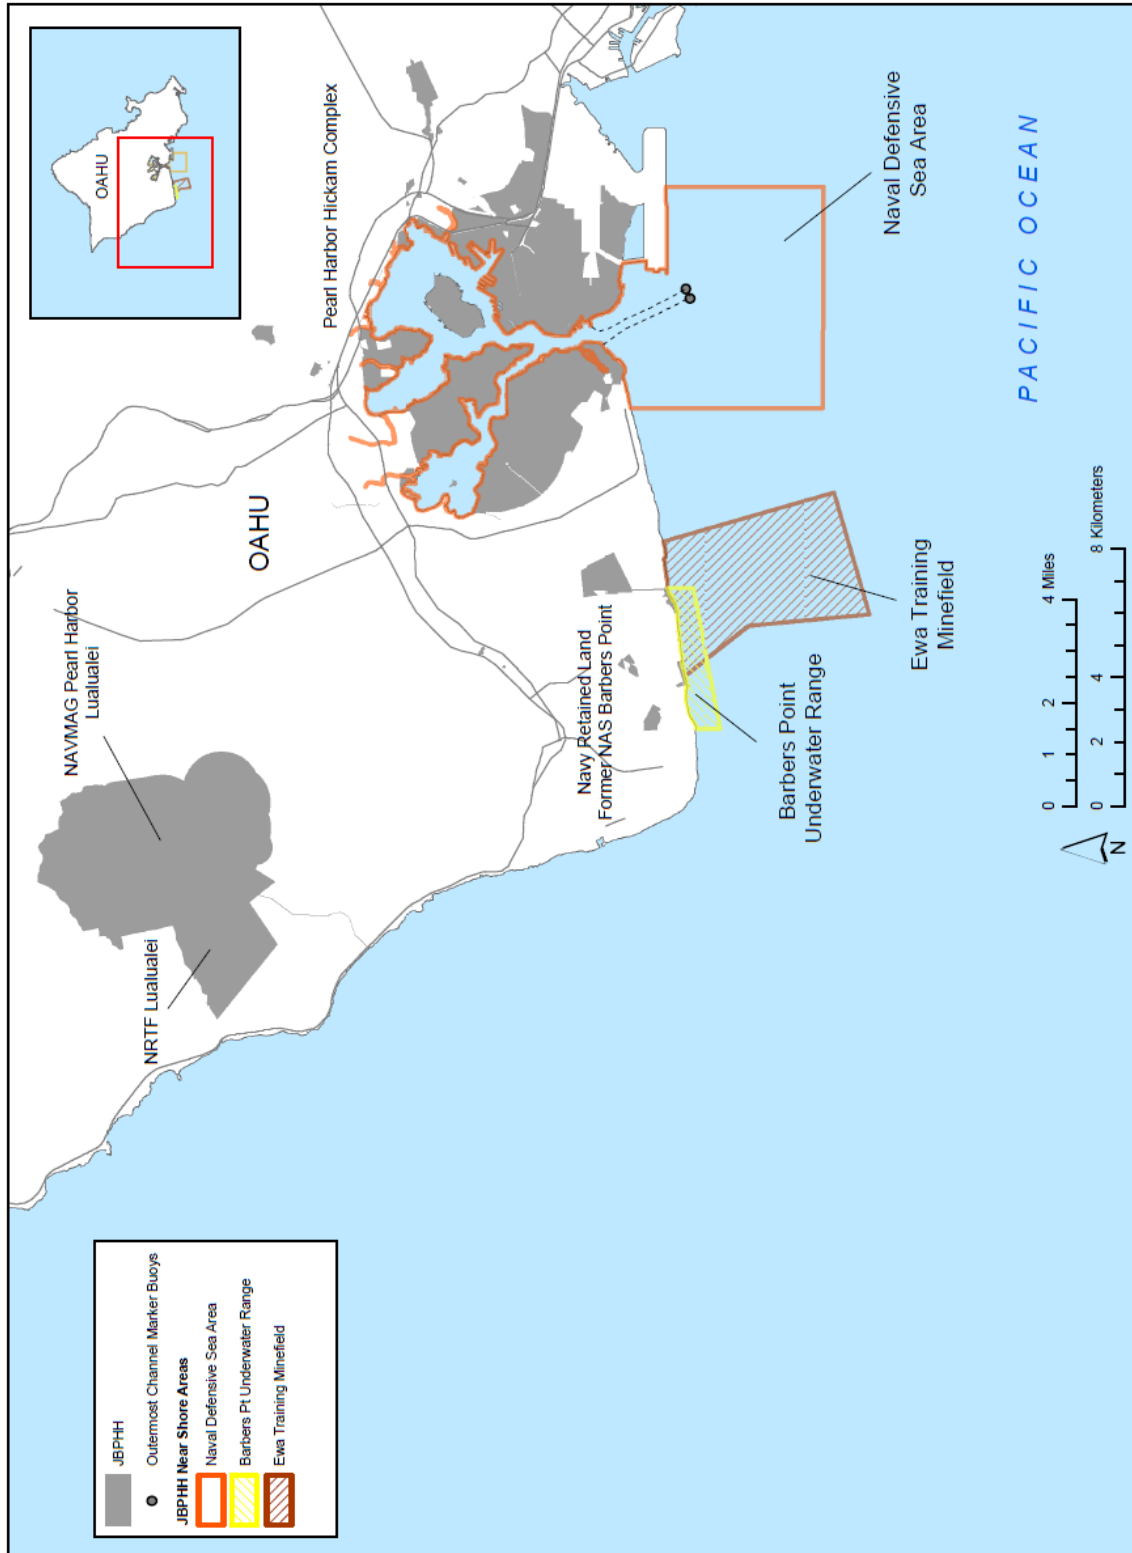 JBPHH
Outermost Channel Marker Buoys
JBPHH Near Shore Areas
Naval Defensive Sea Area
Barbers Pt Underwater Range
Ewa Training Minefield
NRTF Lualualei
NAVMAG Pearl Harbor
Lualualei
OAHU
Pearl Harbor Hickam Complex
OAHU
Navy Retained Land
Former NAS Barbers Point
Barbers Point
Underwater Range
Ewa Training
Minefield
Naval Defensive
Sea Area
PACIFIC OCEAN
N
0 1 2 4 Miles
0 2 4 8 Kilometers